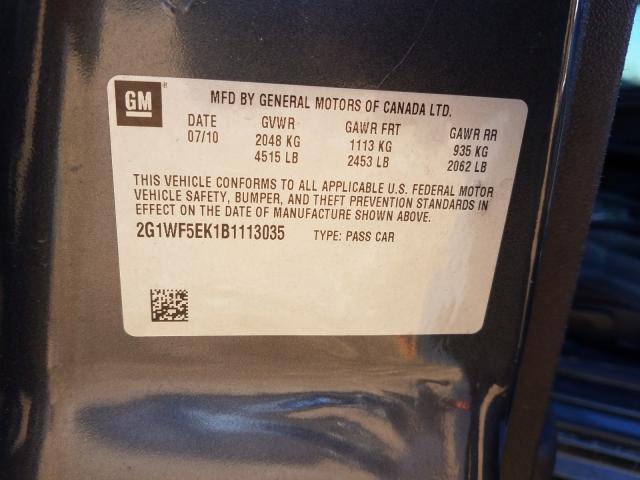 GM
MFD BY GENERAL MOTORS OF CANADA LTD.
DATE GVWR GAWR FRT GAWR RR
07/10 2048 KG 1113 KG 935 KG
4515 LB 2453 LB 2062 LB
THIS VEHICLE CONFORMS TO ALL APPLICABLE U.S. FEDERAL MOTOR
VEHICLE SAFETY, BUMPER, AND THEFT PREVENTION STANDARDS IN
EFFECT ON THE DATE OF MANUFACTURE SHOWN ABOVE.
2G1WF5EK1B1113035 TYPE: PASS CAR